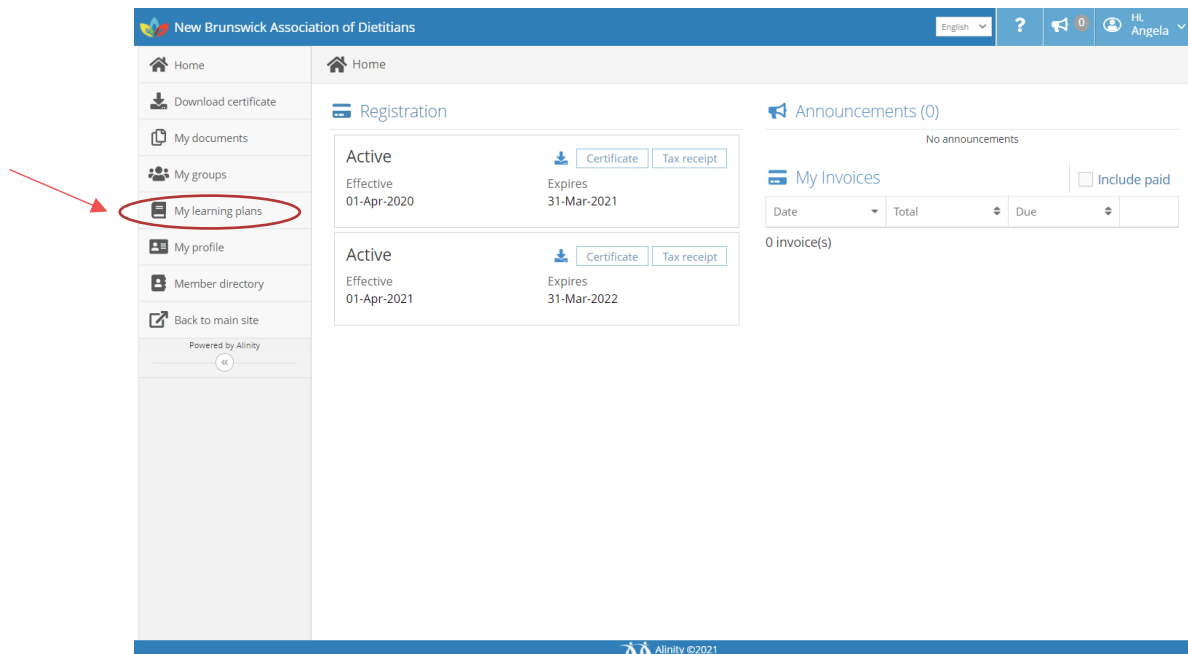 New Brunswick Association of Dietitians
English
?
0
Hi,
Angela
Home
Download certificate
My documents
My groups
My learning plans
My profile
Member directory
Back to main site
Powered by Alinity
Home
Registration
Active
Certificate
Tax receipt
Effective
Expires
01-Apr-2020
31-Mar-2021
Active
Certificate
Tax receipt
Effective
Expires
01-Apr-2021
31-Mar-2022
Announcements (0)
No announcements
My Invoices
Include paid
Date
Total
Due
0 invoice(s)
Alinity ©2021